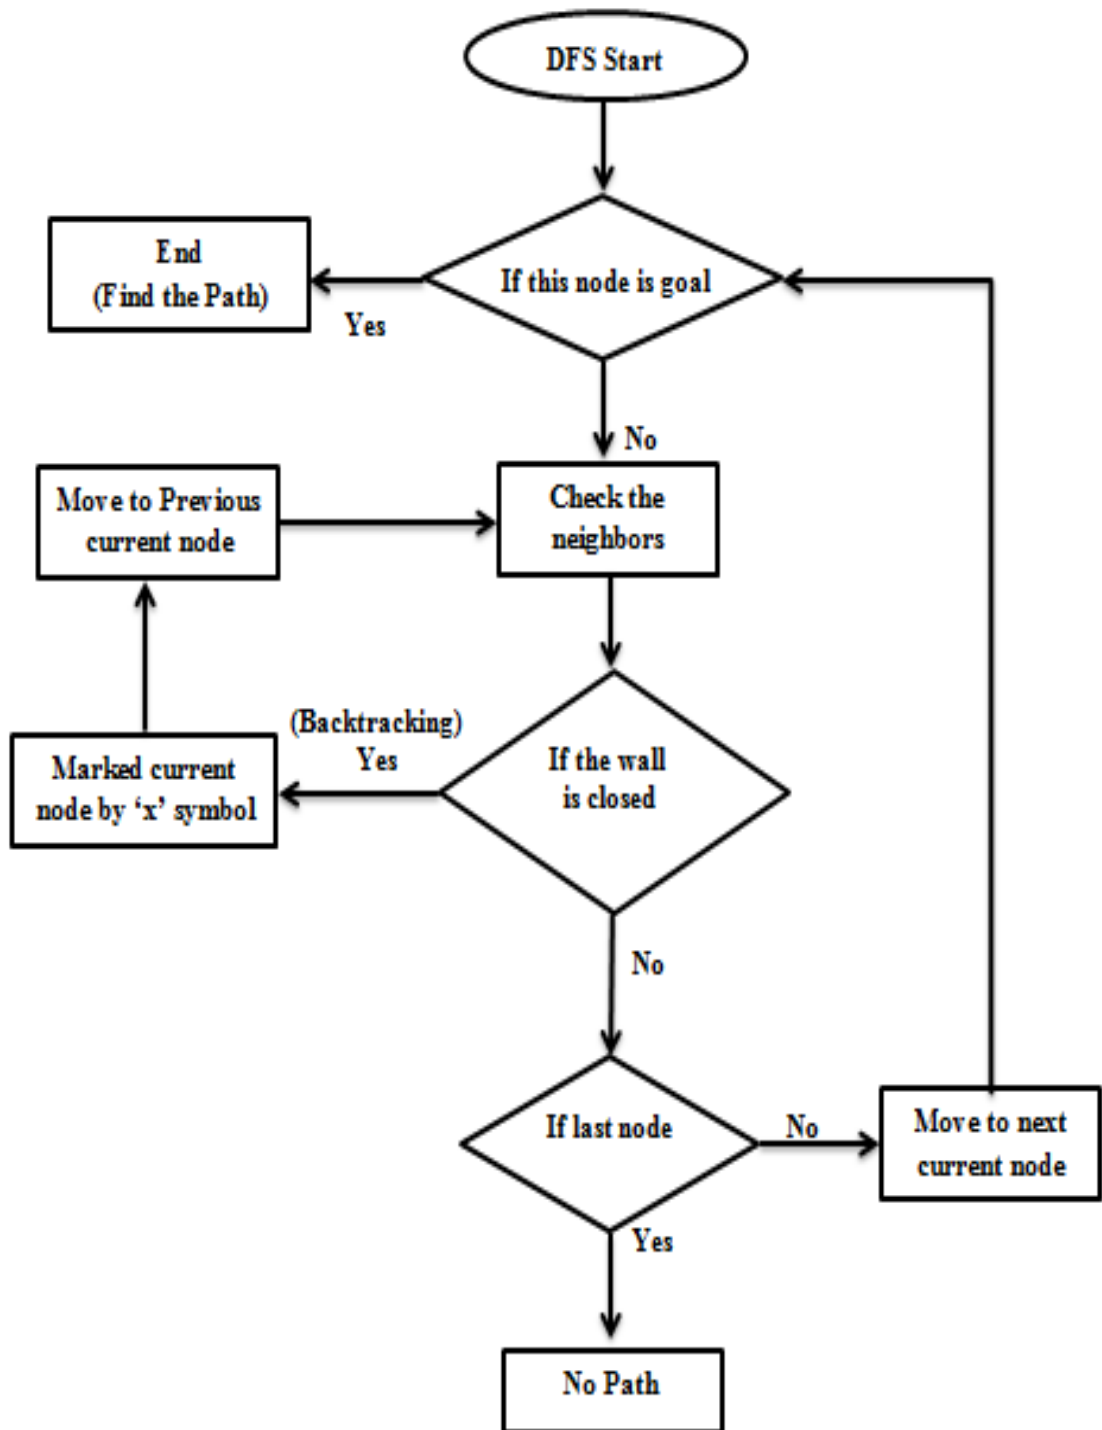 DFS Start
If this node is goal
End
(Find the Path)
Yes
No
Move to Previous
current node
Check the
neighbors
(Backtracking)
Yes
If the wall
is closed
Marked current
node by ‘x’ symbol
No
If last node
No
Move to next
current node
Yes
No Path